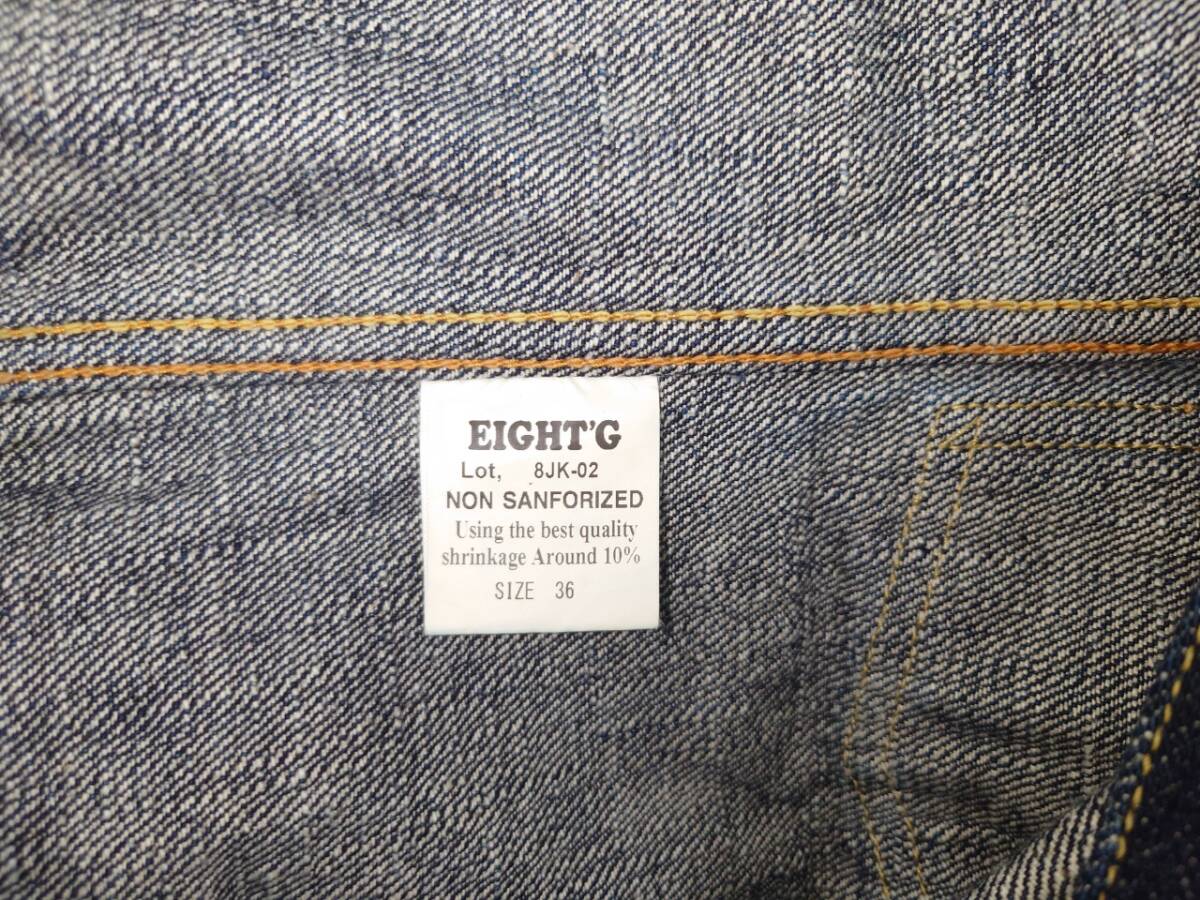 EIGHT'G
Lot, 8JK-02
NON SANFORIZED
Using the best quality
shrinkage Around 10%
SIZE 36